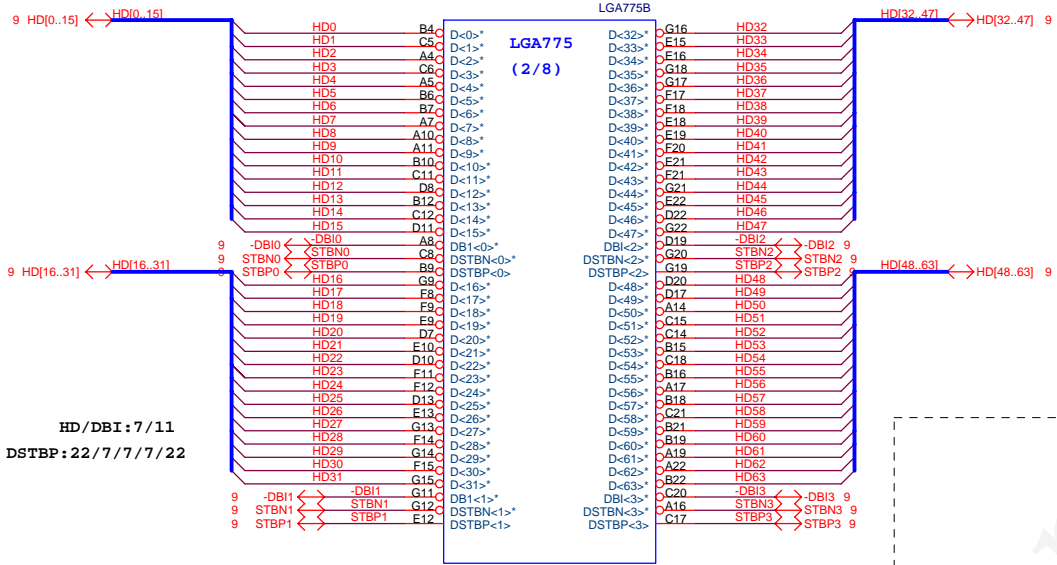 LGA775B
9 HD[0..15] HD[0..15] HD[32..47] HD[32..47] 9
LGA775
(2/8)
HD0 B4 D<0>* D<32>* G16 HD32
HD1 C5 D<1>* D<33>* E15 HD33
HD2 A4 D<2>* D<34>* E16 HD34
HD3 C6 D<3>* D<35>* G18 HD35
HD4 A5 D<4>* D<36>* G17 HD36
HD5 B6 D<5>* D<37>* F17 HD37
HD6 B7 D<6>* D<38>* F18 HD38
HD7 A7 D<7>* D<39>* E18 HD39
HD8 A10 D<8>* D<40>* E19 HD40
HD9 A11 D<9>* D<41>* F20 HD41
HD10 B10 D<10>* D<42>* E21 HD42
HD11 C11 D<11>* D<43>* F21 HD43
HD12 D8 D<12>* D<44>* G21 HD44
HD13 B12 D<13>* D<45>* E22 HD45
HD14 C12 D<14>* D<46>* D22 HD46
HD15 D11 D<15>* D<47>* G22 HD47
9 -DBI0 -DBI0 A8 DB1<0>* DBI<2>* D19 -DBI2 -DBI2 9
9 STBN0 STBN0 C8 DSTBN<0>* DSTBN<2>* G20 STBN2 STBN2 9
9 STBP0 STBP0 B9 DSTBP<0> DSTBP<2> G19 STBP2 STBP2 9
9 HD[16..31] HD[16..31] HD[48..63] HD[48..63] 9
HD16 G9 D<16>* D<48>* D20 HD48
HD17 F8 D<17>* D<49>* D17 HD49
HD18 F9 D<18>* D<50>* A14 HD50
HD19 E9 D<19>* D<51>* C15 HD51
HD20 D7 D<20>* D<52>* C14 HD52
HD21 E10 D<21>* D<53>* B15 HD53
HD22 D10 D<22>* D<54>* C18 HD54
HD23 F11 D<23>* D<55>* B16 HD55
HD24 F12 D<24>* D<56>* A17 HD56
HD25 D13 D<25>* D<57>* B18 HD57
HD26 E13 D<26>* D<58>* C21 HD58
HD27 G13 D<27>* D<59>* B21 HD59
HD28 F14 D<28>* D<60>* B19 HD60
HD29 G14 D<29>* D<61>* A19 HD61
HD30 F15 D<30>* D<62>* A22 HD62
HD31 G15 D<31>* D<63>* B22 HD63
9 -DBI1 -DBI1 G11 DB1<1>* DBI<3>* C20 -DBI3 -DBI3 9
9 STBN1 STBN1 G12 DSTBN<1>* DSTBN<3>* A16 STBN3 STBN3 9
9 STBP1 STBP1 E12 DSTBP<1> DSTBP<3> C17 STBP3 STBP3 9
HD/DBI:7/11
DSTBP:22/7/7/7/22